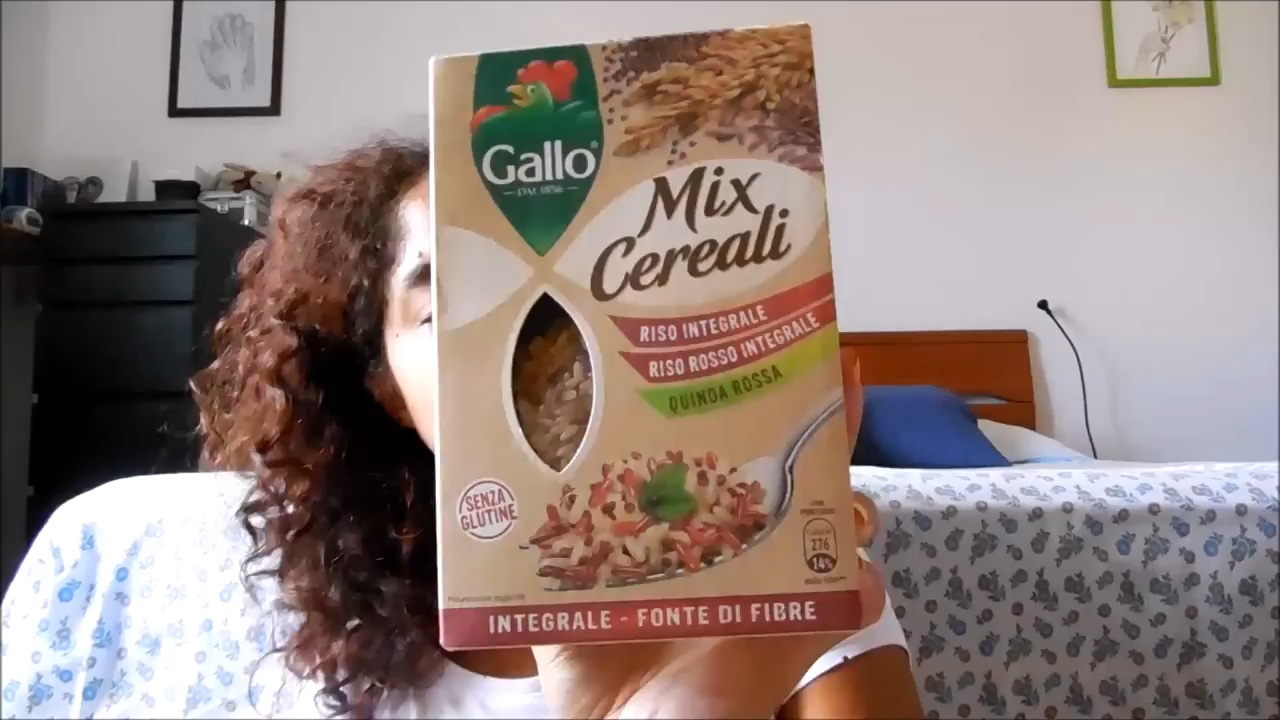 Gallo
DAL 1856
Mix
Cereali
RISO INTEGRALE
RISO ROSSO INTEGRALE
QUINOA ROSSA
SENZA
GLUTINE
276
14%
INTEGRALE - FONTE DI FIBRE